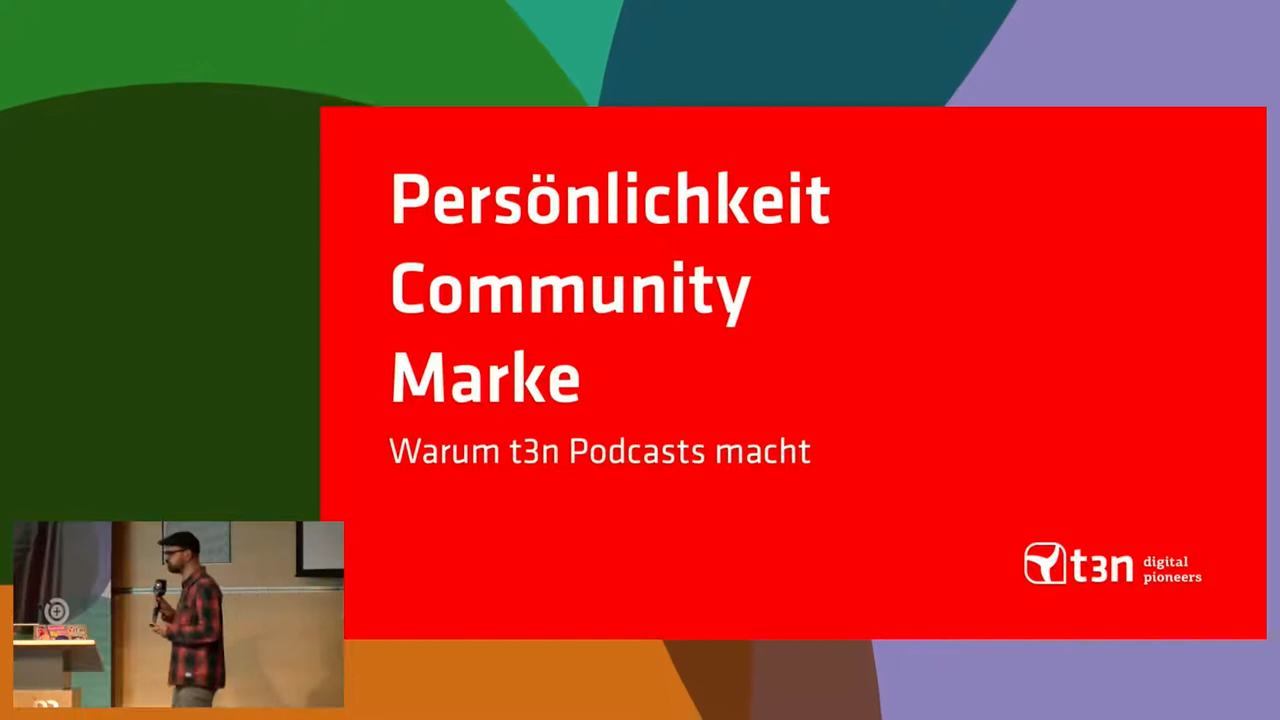 Persönlichkeit
Community
Marke
Warum t3n Podcasts macht
t3n digital
pioneers